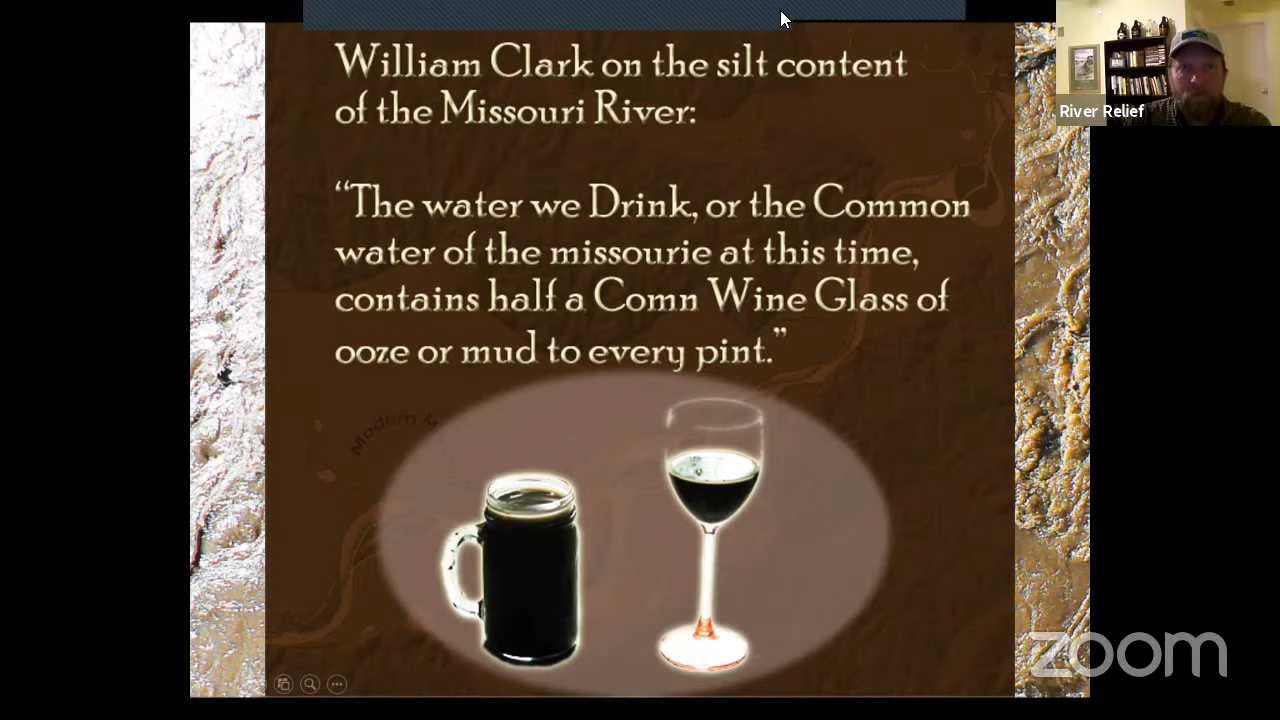 William Clark on the silt content
of the Missouri River:
“The water we Drink, or the Common
water of the missourie at this time,
contains half a Comn Wine Glass of
ooze or mud to every pint.”
Modern
River Relief
zoom